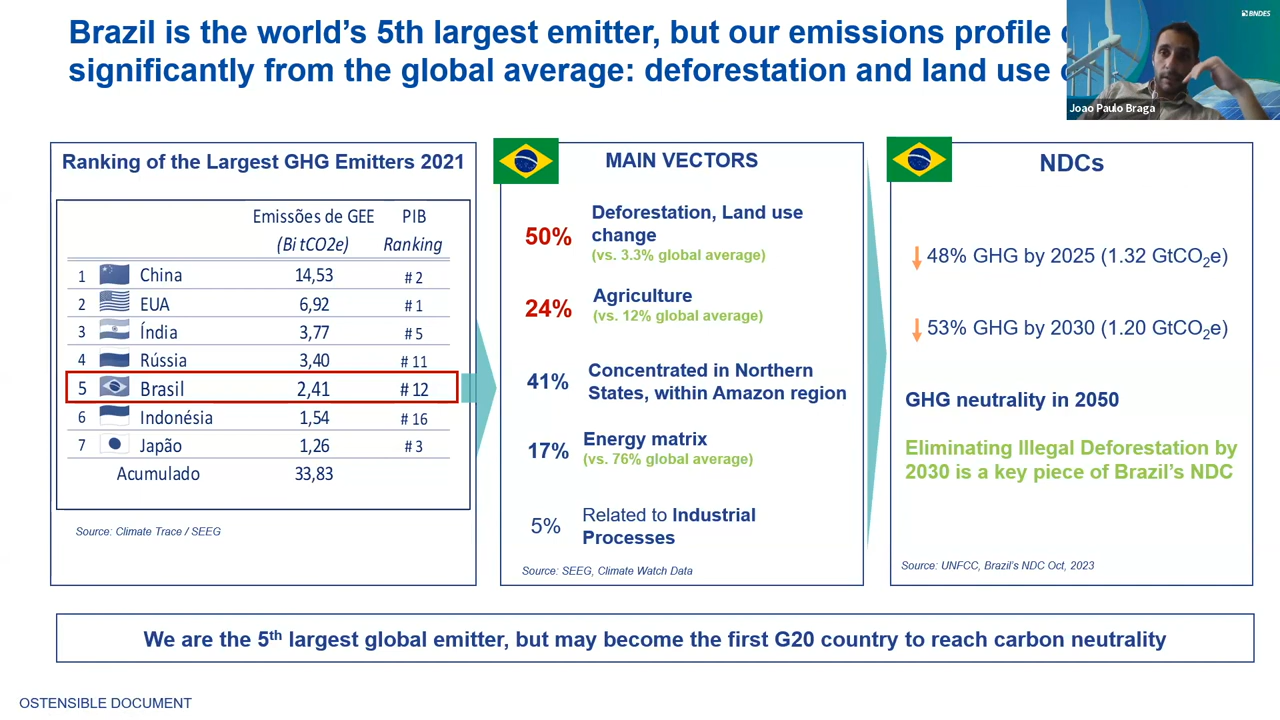 Brazil is the world’s 5th largest emitter, but our emissions profile
significantly from the global average: deforestation and land use
BNDES
Joao Paulo Braga
Ranking of the Largest GHG Emitters 2021
Emissões de GEE PIB
(Bi tCO2e) Ranking
1 China 14,53 # 2
2 EUA 6,92 # 1
3 Índia 3,77 # 5
4 Rússia 3,40 # 11
5 Brasil 2,41 # 12
6 Indonésia 1,54 # 16
7 Japão 1,26 # 3
Acumulado 33,83
Source: Climate Trace / SEEG
MAIN VECTORS
50% Deforestation, Land use
change
(vs. 3.3% global average)
24% Agriculture
(vs. 12% global average)
41% Concentrated in Northern
States, within Amazon region
17% Energy matrix
(vs. 76% global average)
5% Related to Industrial
Processes
Source: SEEG, Climate Watch Data
NDCs
48% GHG by 2025 (1.32 GtCO₂e)
53% GHG by 2030 (1.20 GtCO₂e)
GHG neutrality in 2050
Eliminating Illegal Deforestation by
2030 is a key piece of Brazil’s NDC
Source: UNFCC, Brazil’s NDC Oct, 2023
We are the 5th largest global emitter, but may become the first G20 country to reach carbon neutrality
OSTENSIBLE DOCUMENT